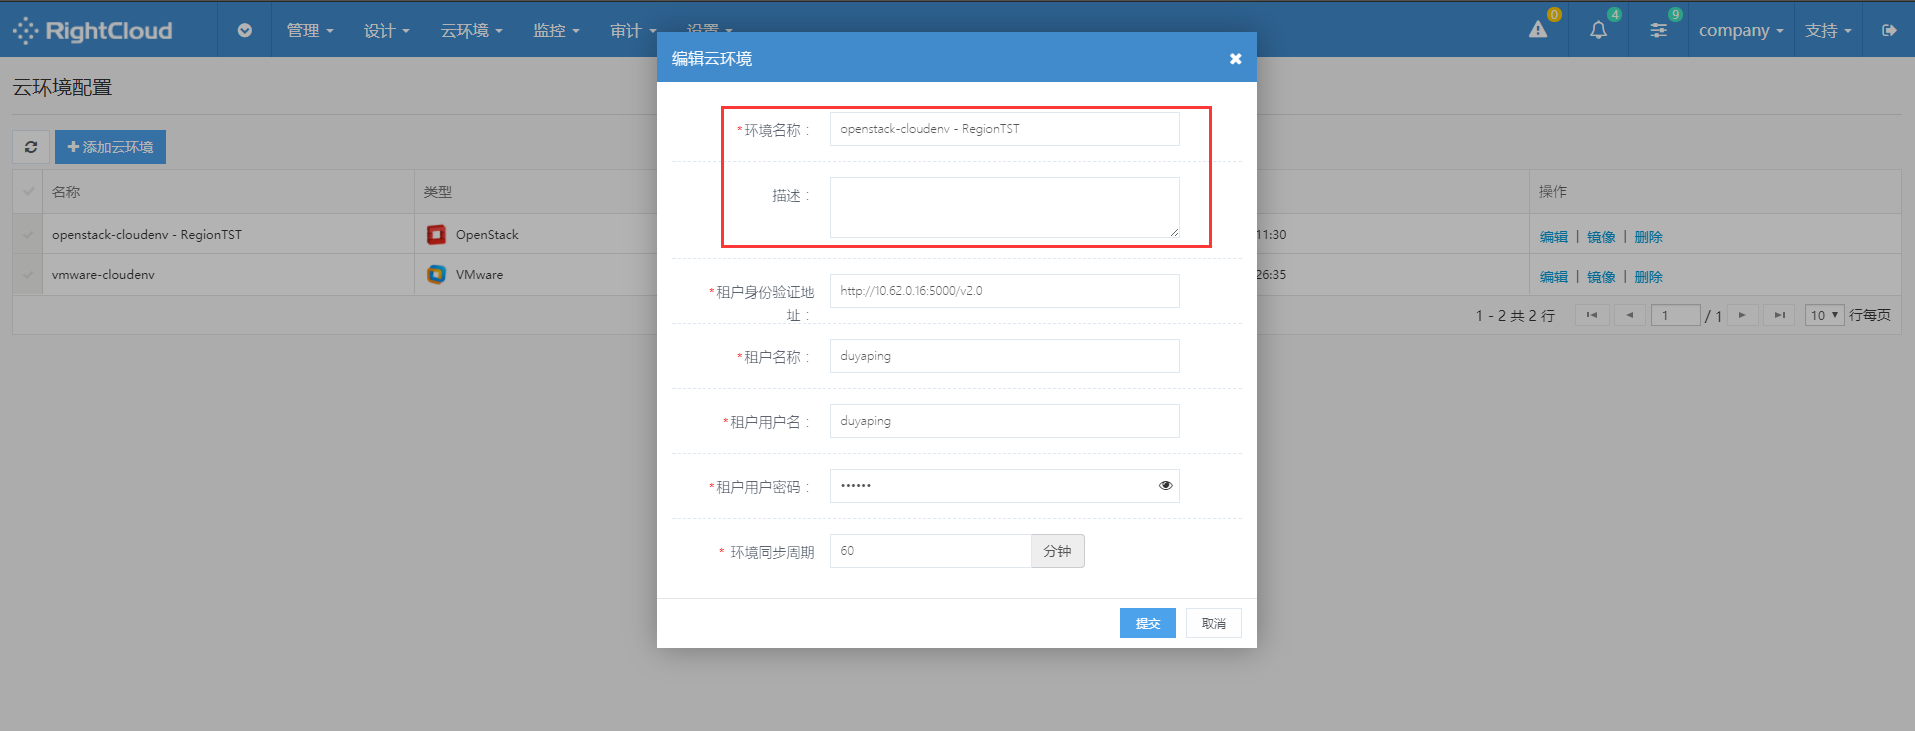 RightCloud
管理
设计
云环境
监控
审计
设置
0
4
9
company
支持
云环境配置
添加云环境
名称
类型
操作
openstack-cloudenv - RegionTST
OpenStack
11:30
编辑 | 镜像 | 删除
vmware-cloudenv
VMware
26:35
编辑 | 镜像 | 删除
1 - 2 共 2 行
1
/ 1
10
行每页
编辑云环境
*环境名称：
openstack-cloudenv - RegionTST
描述：
*租户身份验证地
址：
http://10.62.0.16:5000/v2.0
*租户名称：
duyaping
*租户用户名：
duyaping
*租户用户密码：
••••••
* 环境同步周期
60
分钟
提交
取消